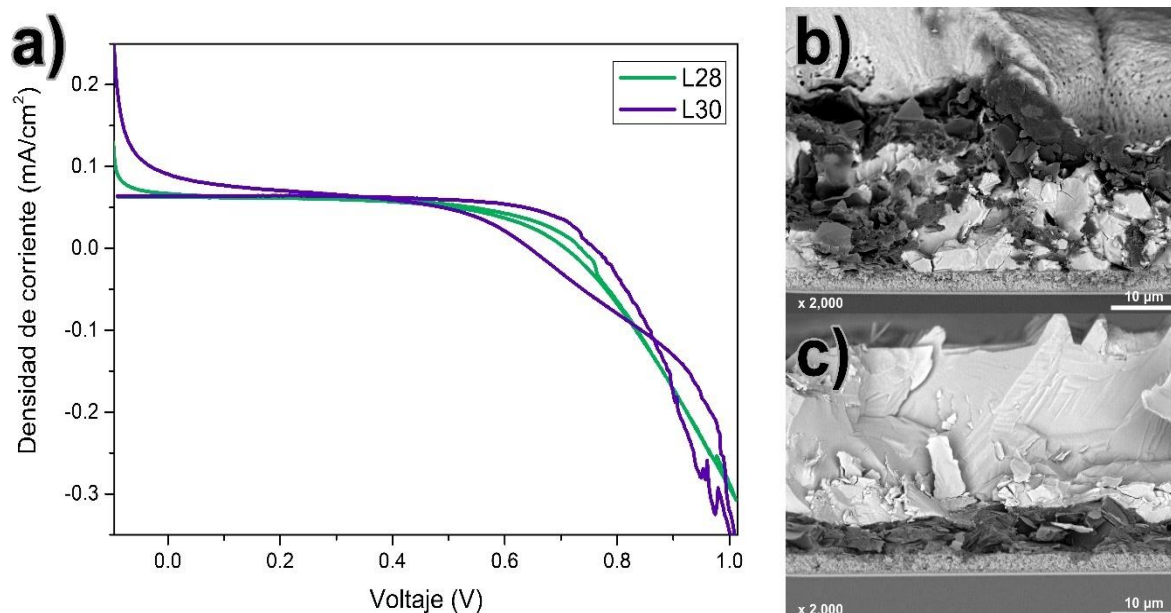 a)
L28
L30
0.2
0.1
0.0
-0.1
-0.2
-0.3
Densidad de corriente (mA/cm²)
0.0 0.2 0.4 0.6 0.8 1.0
Voltaje (V)
b)
x 2,000 10 µm
c)
x 2,000 10 µm